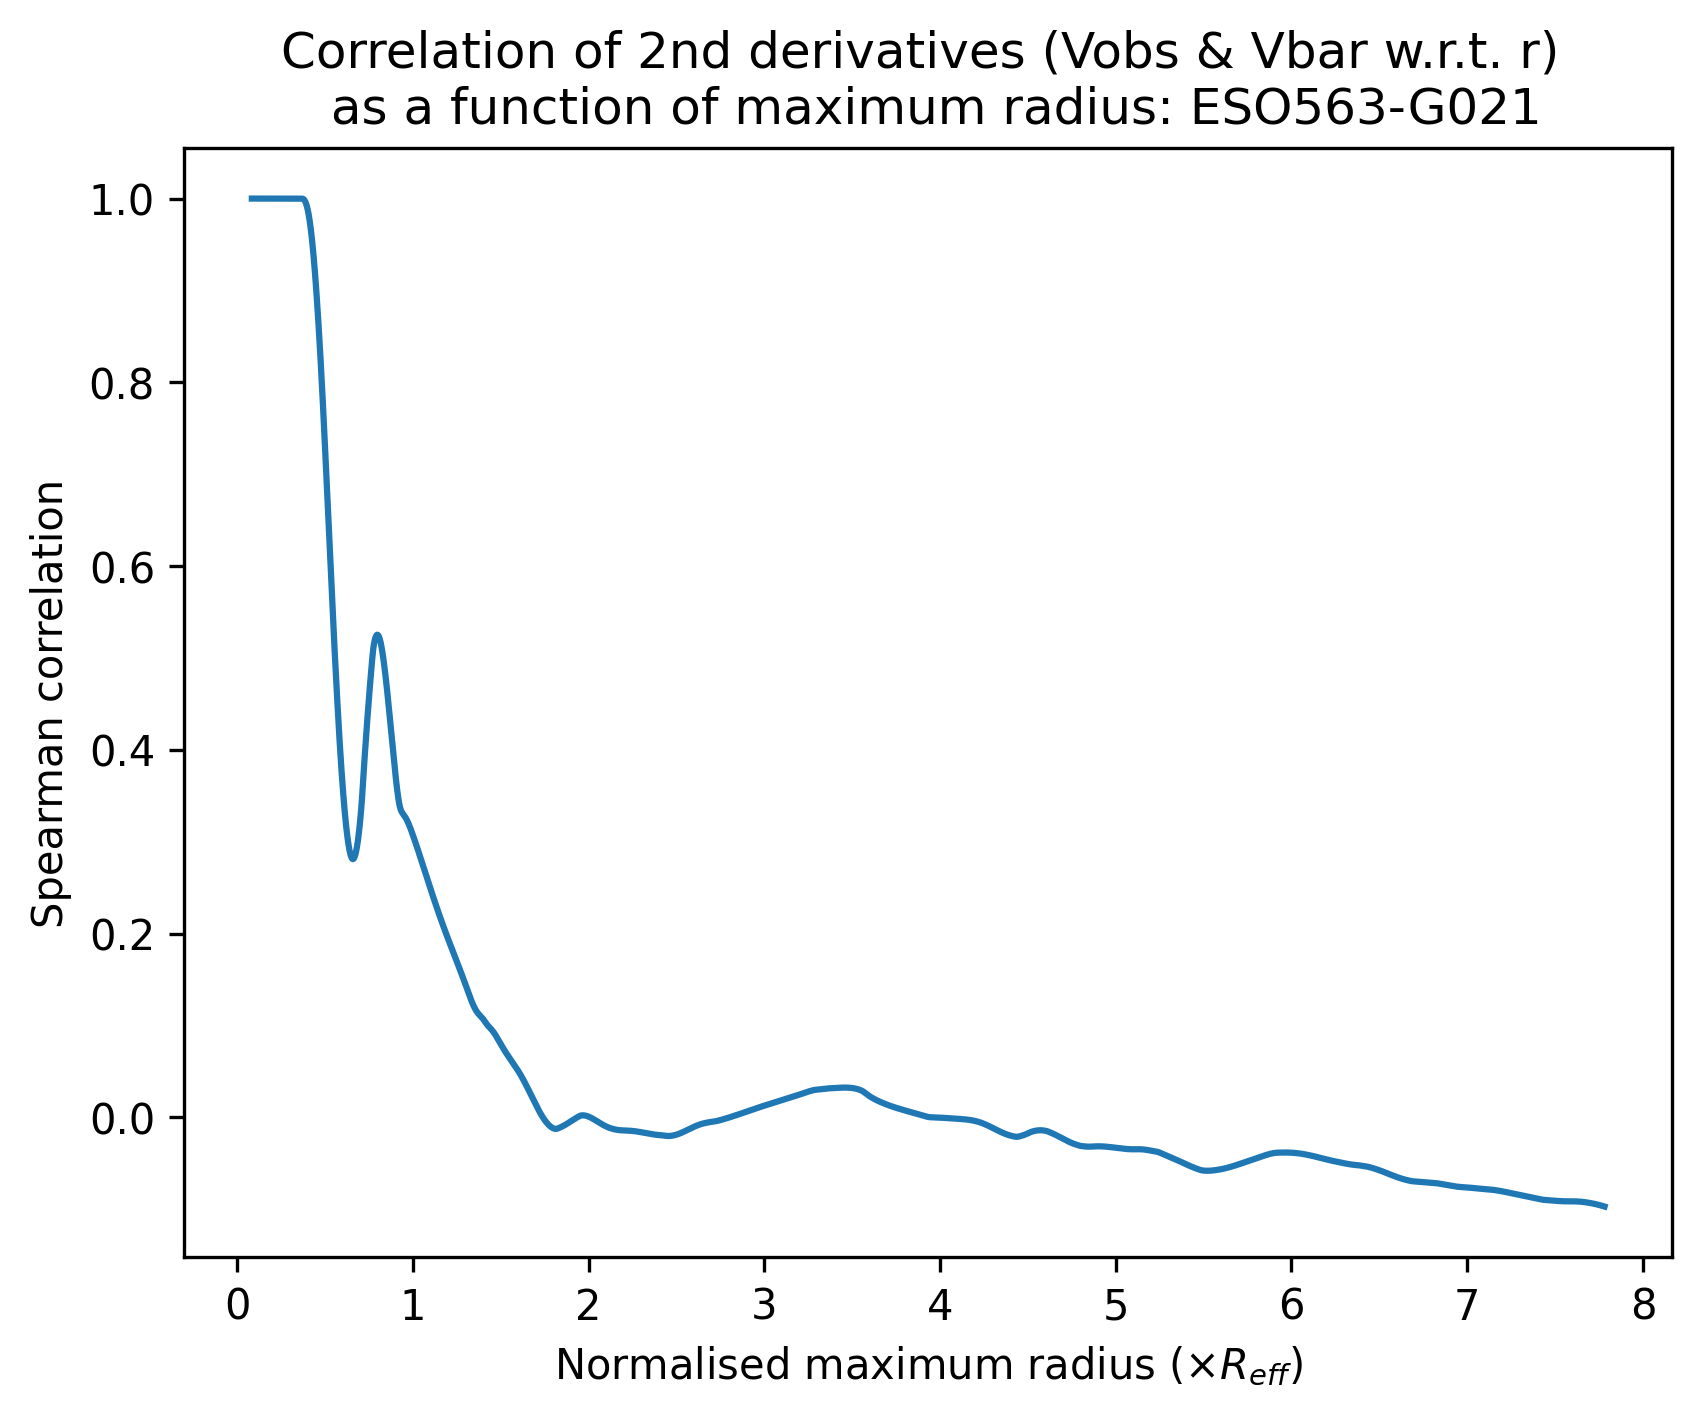 Correlation of 2nd derivatives (Vobs & Vbar w.r.t. r)
as a function of maximum radius: ESO563-G021
1.0
0.8
0.6
0.4
0.2
0.0
Spearman correlation
0 1 2 3 4 5 6 7 8
Normalised maximum radius (×R_eff)